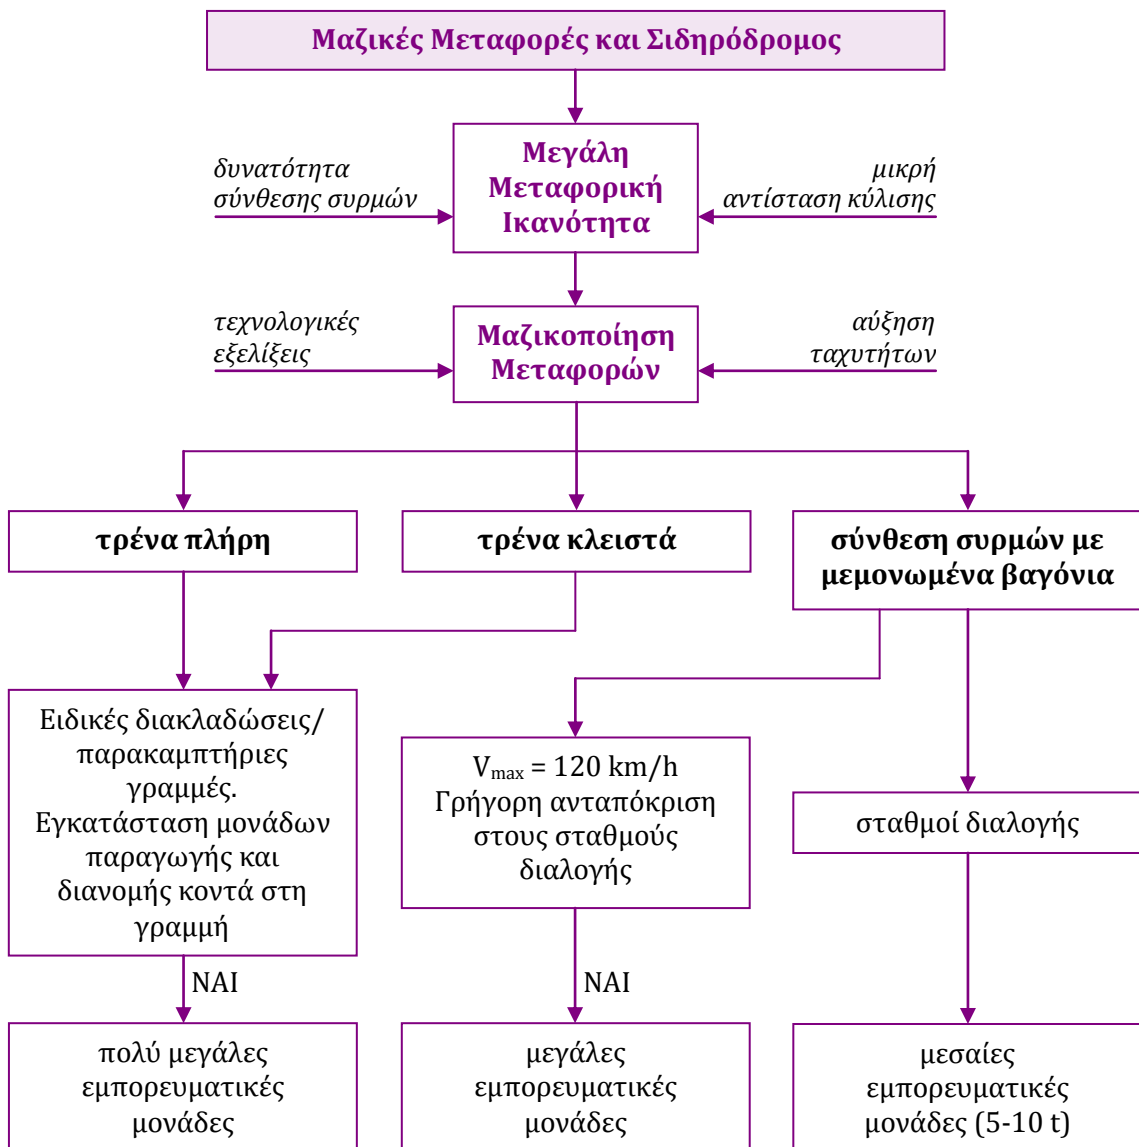 Μαζικές Μεταφορές και Σιδηρόδρομος
δυνατότητα
σύνθεσης συρμών
Μεγάλη
Μεταφορική
Ικανότητα
μικρή
αντίσταση κύλισης
τεχνολογικές
εξελίξεις
Μαζικοποίηση
Μεταφορών
αύξηση
ταχυτήτων
τρένα πλήρη
τρένα κλειστά
σύνθεση συρμών με
μεμονωμένα βαγόνια
Ειδικές διακλαδώσεις/
παρακαμπτήριες
γραμμές.
Εγκατάσταση μονάδων
παραγωγής και
διανομής κοντά στη
γραμμή
Vmax = 120 km/h
Γρήγορη ανταπόκριση
στους σταθμούς
διαλογής
σταθμοί διαλογής
ΝΑΙ
ΝΑΙ
πολύ μεγάλες
εμπορευματικές
μονάδες
μεγάλες
εμπορευματικές
μονάδες
μεσαίες
εμπορευματικές
μονάδες (5-10 t)